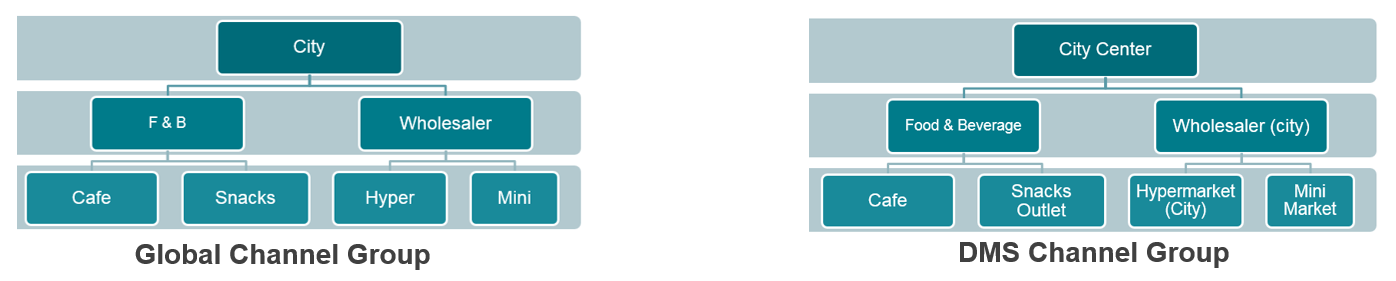 City
F & B
Wholesaler
Cafe
Snacks
Hyper
Mini
Global Channel Group
City Center
Food & Beverage
Wholesaler (city)
Cafe
Snacks
Outlet
Hypermarket
(City)
Mini
Market
DMS Channel Group